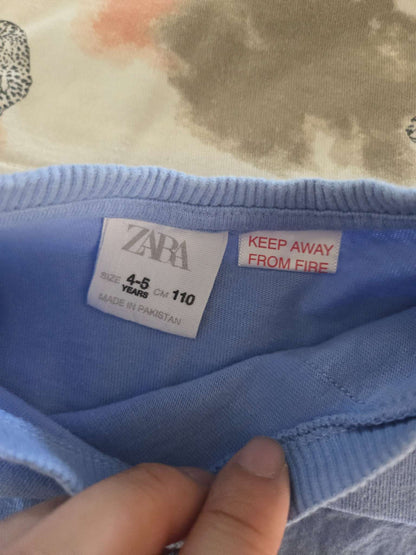 ZARA
SIZE 4-5 YEARS CM 110
MADE IN PAKISTAN
KEEP AWAY
FROM FIRE